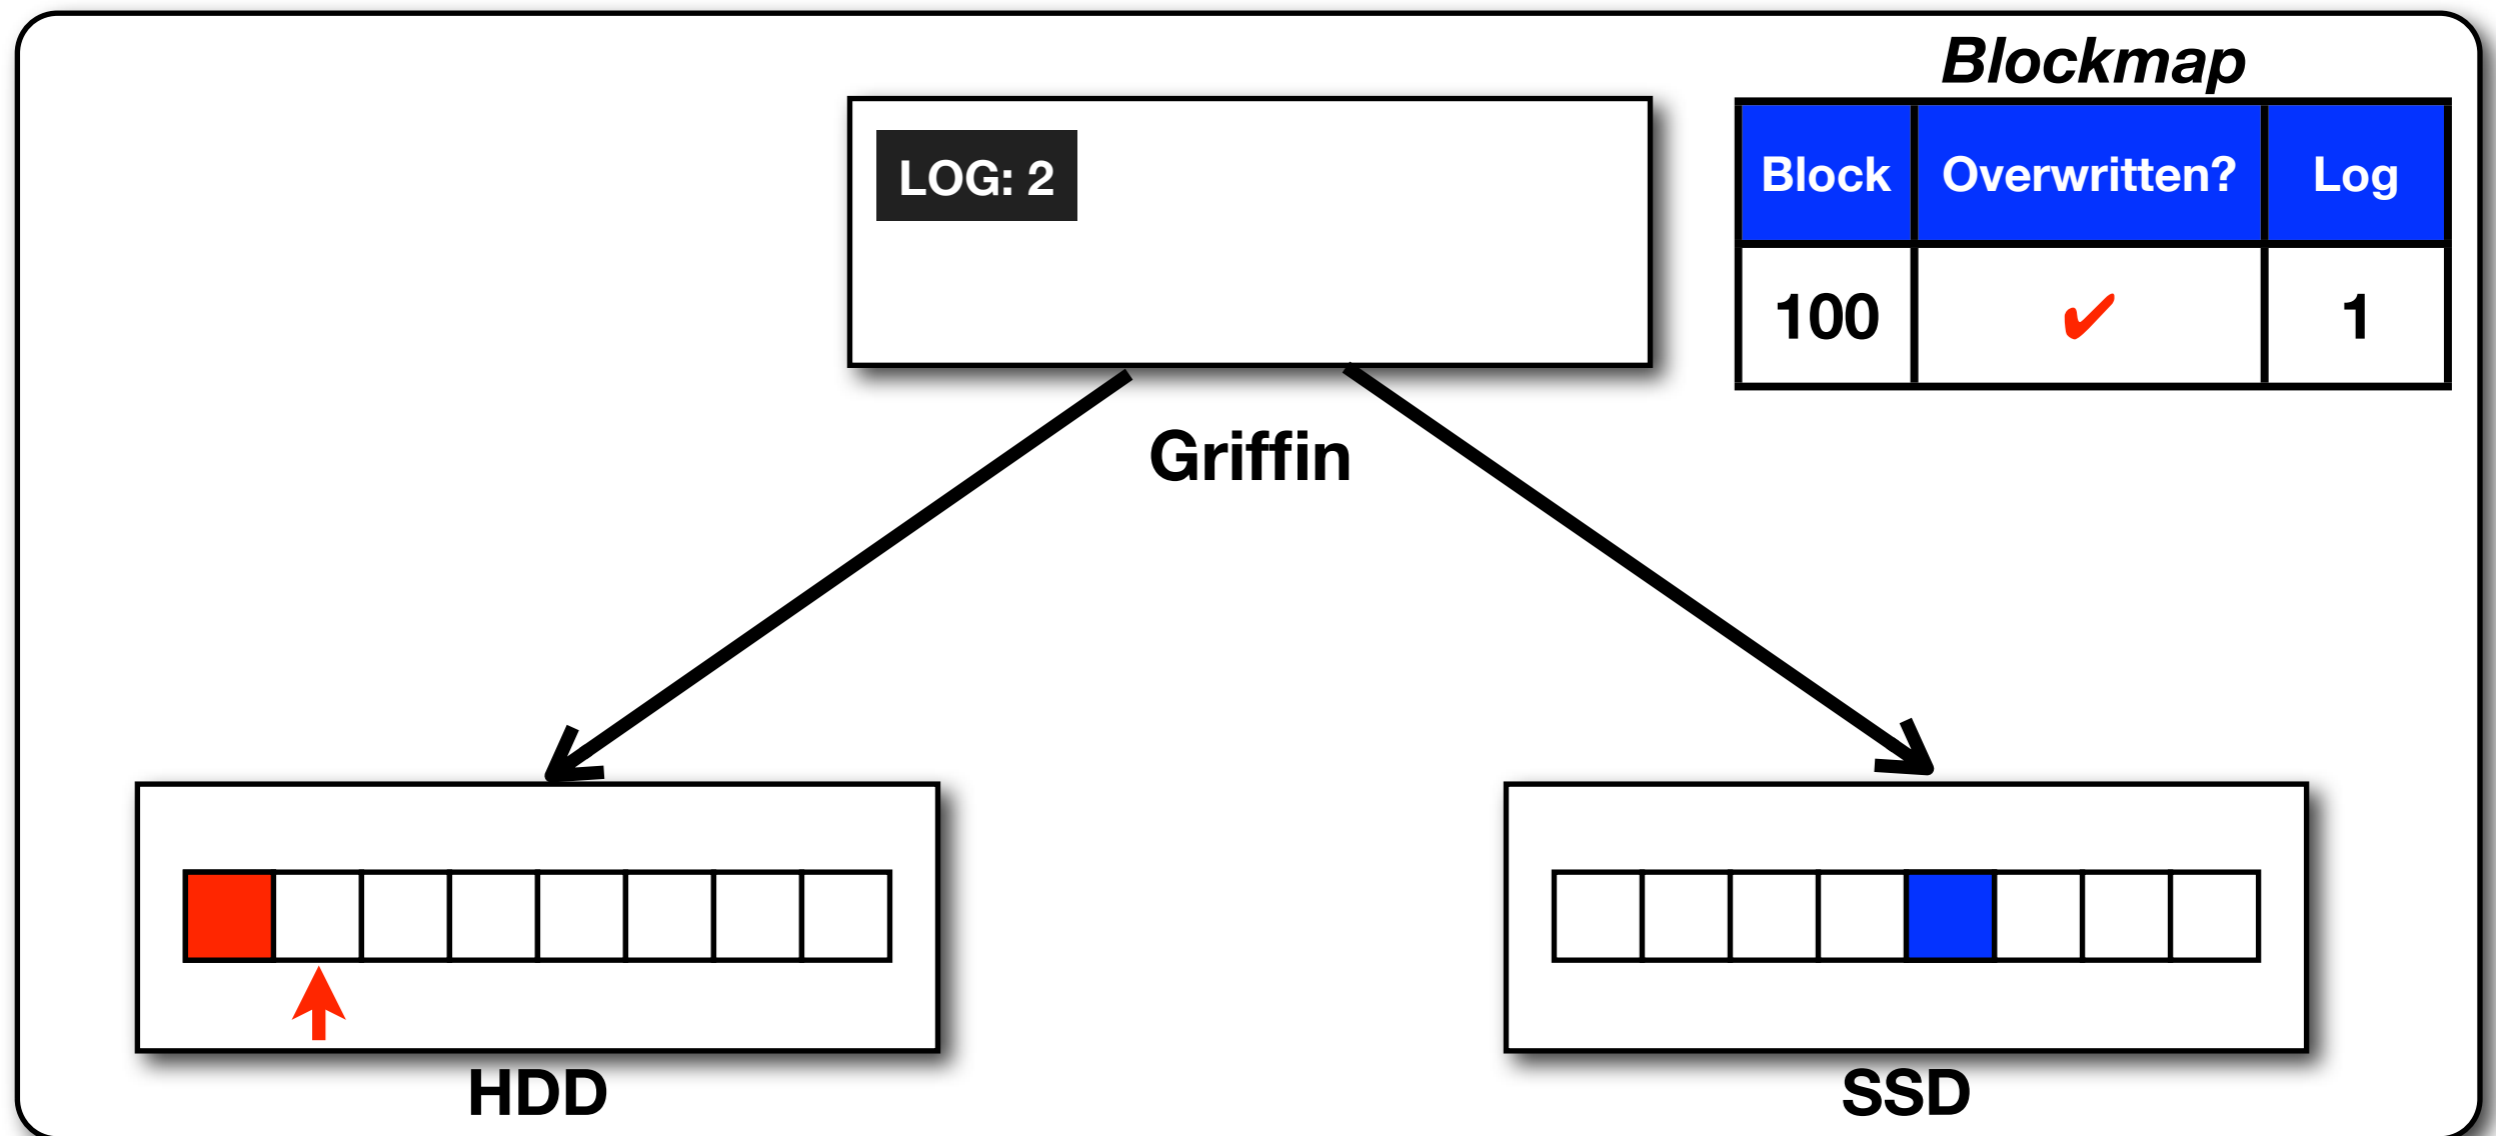 Blockmap
LOG: 2
Block Overwritten? Log
100 ✔ 1
Griffin
HDD
SSD